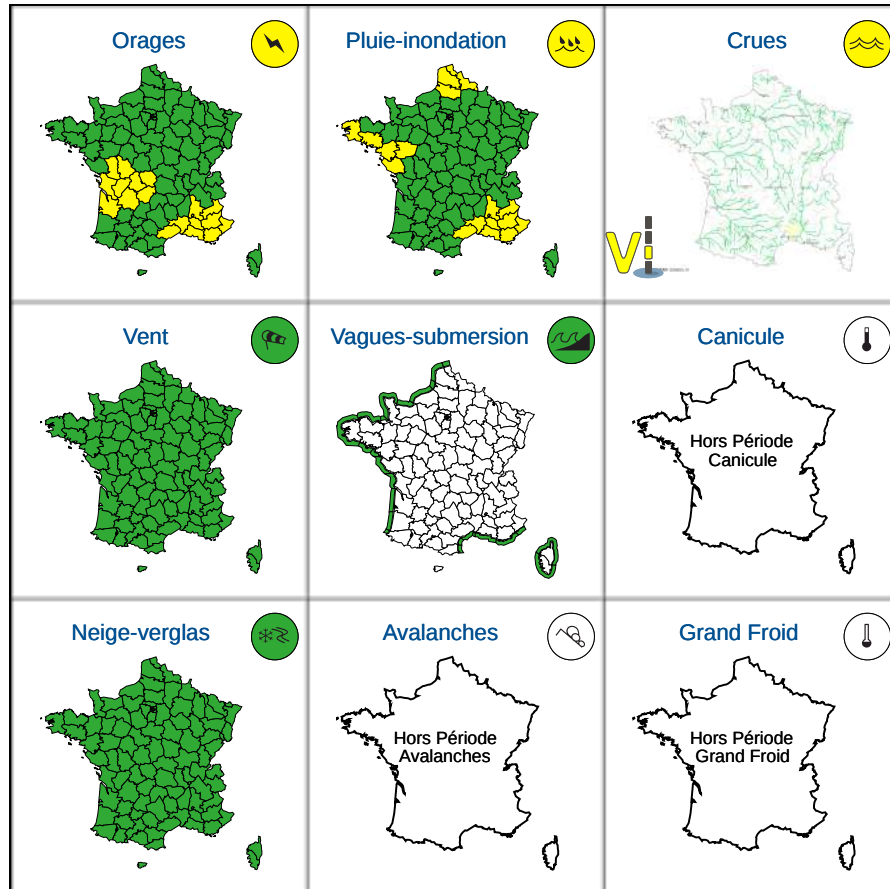 Orages
Pluie-inondation
Crues
Vi
Vent
Vagues-submersion
Canicule
Hors Période
Canicule
Neige-verglas
Avalanches
Hors Période
Avalanches
Grand Froid
Hors Période
Grand Froid